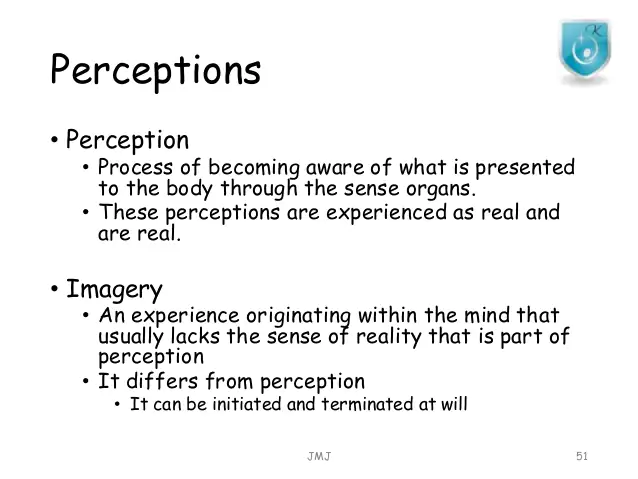 K
Perceptions
• Perception
• Process of becoming aware of what is presented
to the body through the sense organs.
• These perceptions are experienced as real and
are real.
• Imagery
• An experience originating within the mind that
usually lacks the sense of reality that is part of
perception
• It differs from perception
• It can be initiated and terminated at will
JMJ
51